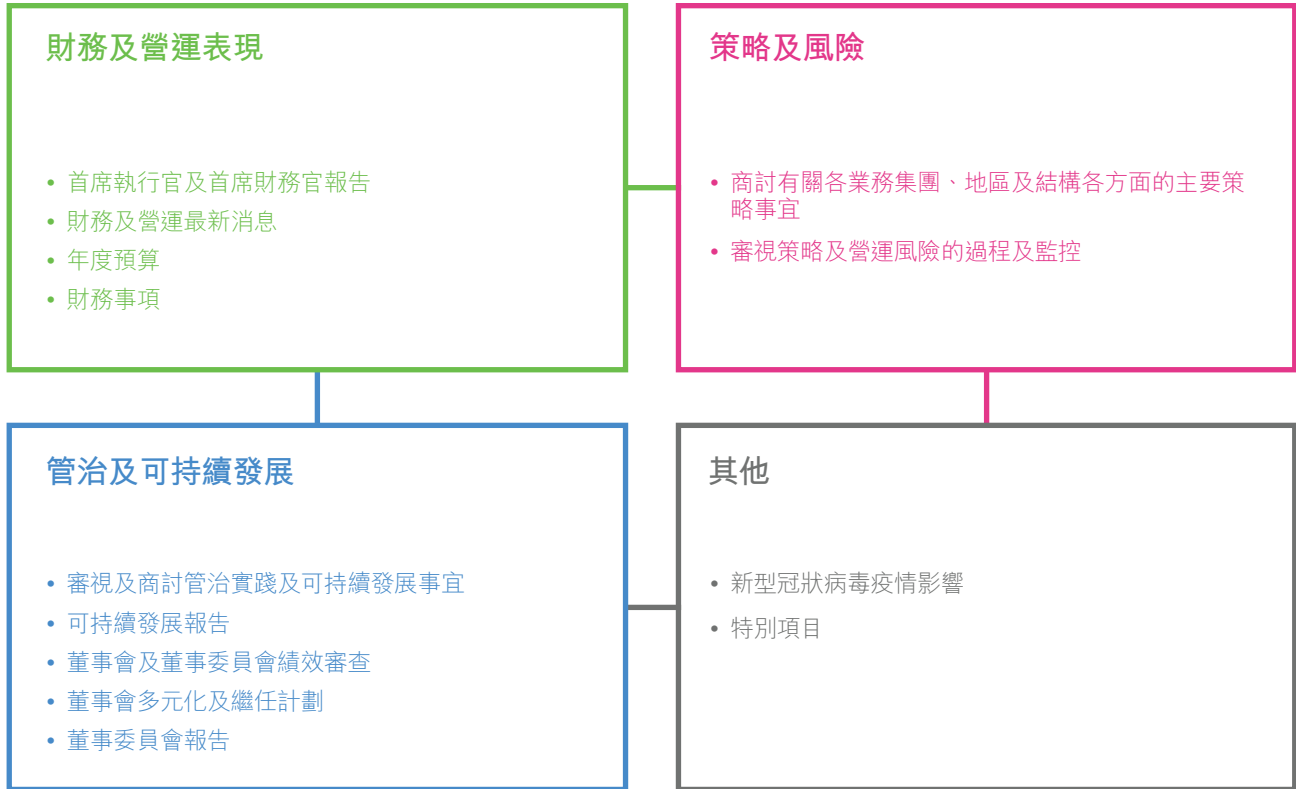 財務及營運表現
• 首席執行官及首席財務官報告
• 財務及營運最新消息
• 年度預算
• 財務事項
策略及風險
• 商討有關各業務集團、地區及結構各方面的主要策
略事宜
• 審視策略及營運風險的過程及監控
管治及可持續發展
• 審視及商討管治實踐及可持續發展事宜
• 可持續發展報告
• 董事會及董事委員會績效審查
• 董事會多元化及繼任計劃
• 董事委員會報告
其他
• 新型冠狀病毒疫情影響
• 特別項目